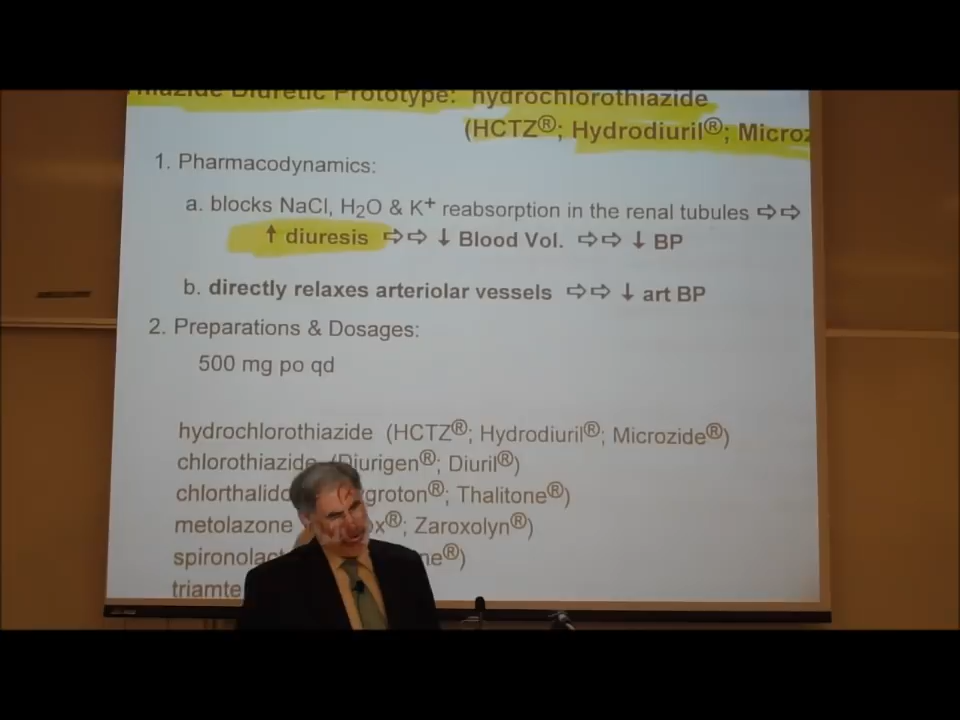 Diuretic Prototype: hydrochlorothiazide
(HCTZ®; Hydrodiuril®; Microz
1. Pharmacodynamics:
a. blocks NaCl, H₂O & K⁺ reabsorption in the renal tubules ⇨⇨
↑ diuresis ⇨⇨ ↓ Blood Vol. ⇨⇨ ↓ BP
b. directly relaxes arteriolar vessels ⇨⇨ ↓ art BP
2. Preparations & Dosages:
500 mg po qd
hydrochlorothiazide (HCTZ®; Hydrodiuril®; Microzide®)
chlorothiazide (Diurigen®; Diuril®)
chlorthalido groton®; Thalitone®)
metolazone ox®; Zaroxolyn®)
spironolact ne®)
triamte